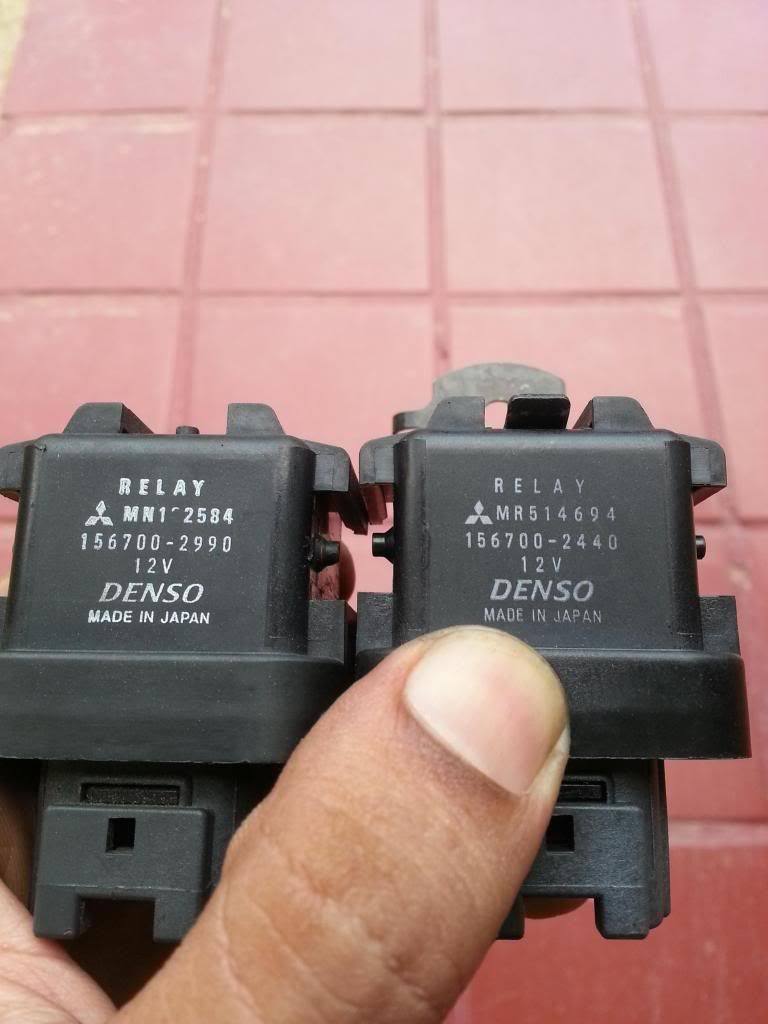 RELAY
156700-2990
12V
DENSO
MADE IN JAPAN
RELAY
MR514694
156700-2440
12V
DENSO
MADE IN JAPAN